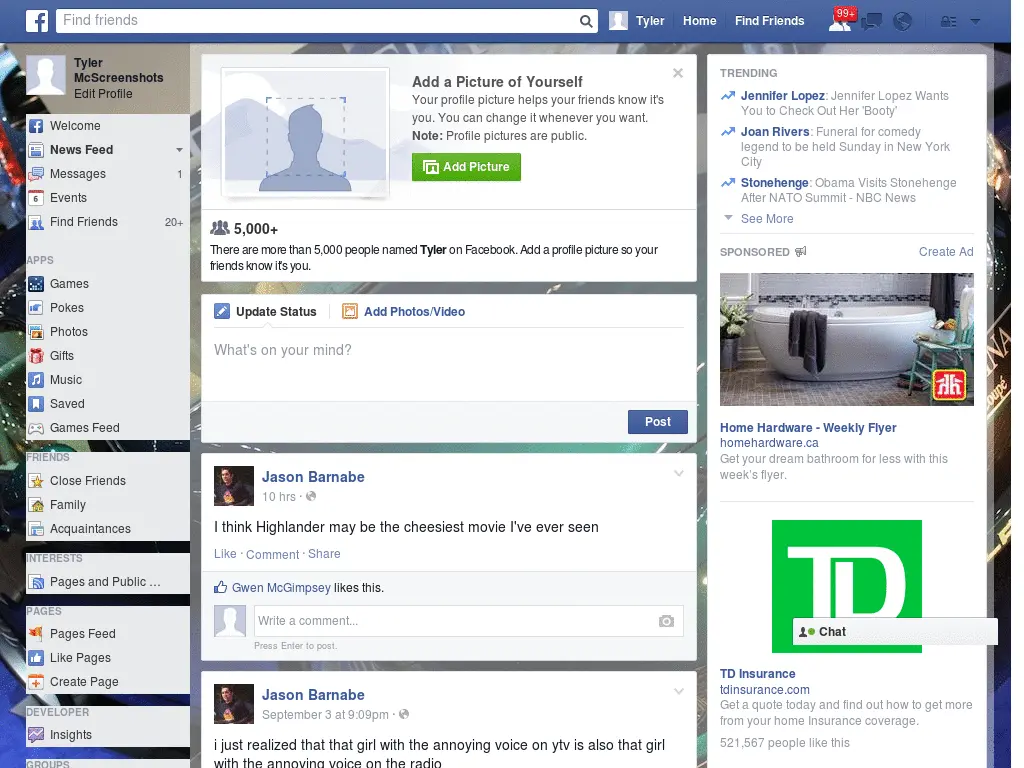 Find friends
Tyler
Home
Find Friends
99+
Tyler
McScreenshots
Edit Profile
Welcome
News Feed
Messages 1
Events
Find Friends 20+
APPS
Games
Pokes
Photos
Gifts
Music
Saved
Games Feed
FRIENDS
Close Friends
Family
Acquaintances
INTERESTS
Pages and Public ...
PAGES
Pages Feed
Like Pages
Create Page
DEVELOPER
Insights
GROUPS
Add a Picture of Yourself
Your profile picture helps your friends know it's
you. You can change it whenever you want.
Note: Profile pictures are public.
Add Picture
5,000+
There are more than 5,000 people named Tyler on Facebook. Add a profile picture so your
friends know it's you.
Update Status
Add Photos/Video
What's on your mind?
Post
Jason Barnabe
10 hrs ·
I think Highlander may be the cheesiest movie I've ever seen
Like · Comment · Share
Gwen McGimpsey likes this.
Write a comment...
Press Enter to post.
Jason Barnabe
September 3 at 9:09pm ·
i just realized that that girl with the annoying voice on ytv is also that girl
with the annoying voice on the radio
TRENDING
Jennifer Lopez: Jennifer Lopez Wants
You to Check Out Her 'Booty'
Joan Rivers: Funeral for comedy
legend to be held Sunday in New York
City
Stonehenge: Obama Visits Stonehenge
After NATO Summit - NBC News
See More
SPONSORED
Create Ad
Home Hardware - Weekly Flyer
homehardware.ca
Get your dream bathroom for less with this
week's flyer.
TD
Chat
TD Insurance
tdinsurance.com
Get a quote today and find out how to get more
from your home Insurance coverage.
521,567 people like this